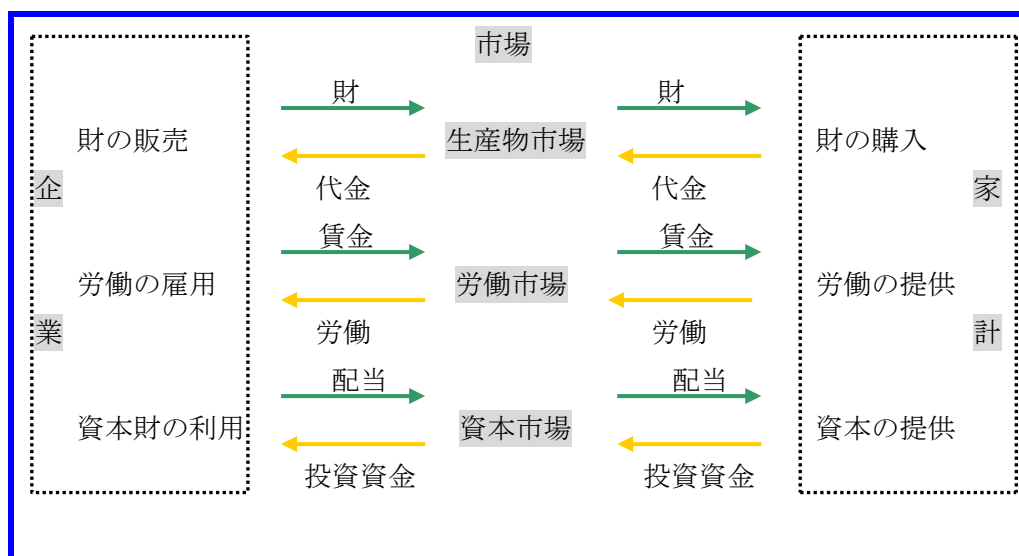 市場
財 財
財の販売 生産物市場 財の購入
企 代金 代金 家
賃金 賃金
労働の雇用 労働市場 労働の提供
業 労働 労働 計
配当 配当
資本財の利用 資本市場 資本の提供
投資資金 投資資金